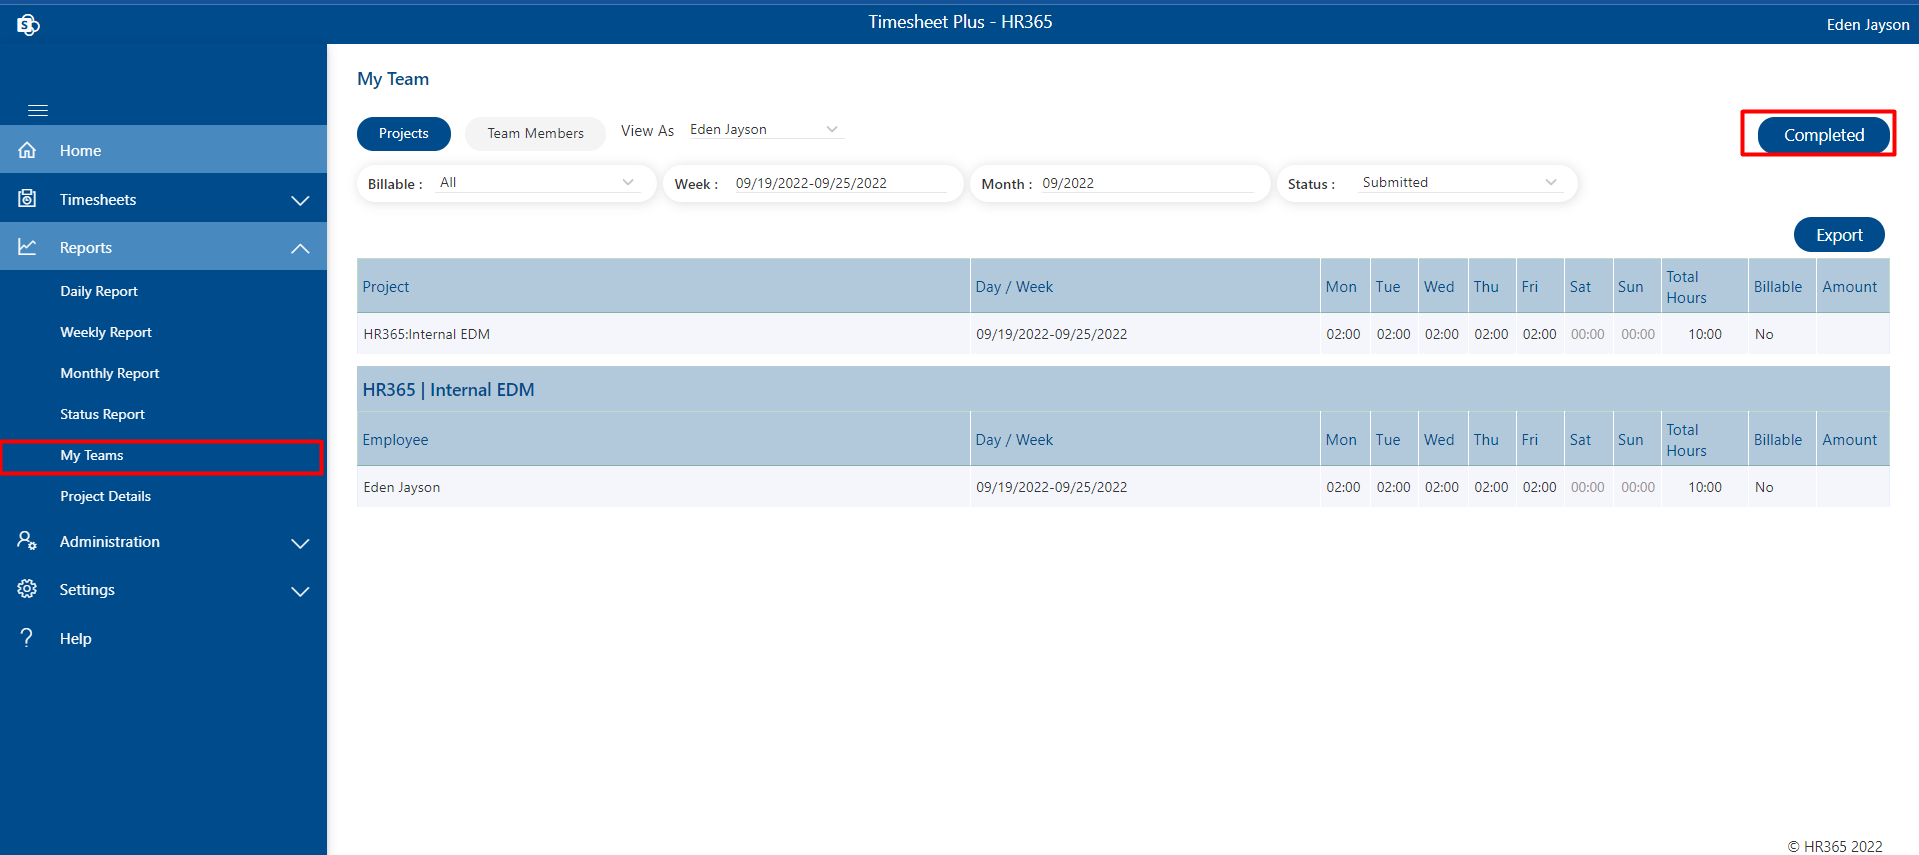 Timesheet Plus - HR365
Eden Jayson
Home
Timesheets
Reports
Daily Report
Weekly Report
Monthly Report
Status Report
My Teams
Project Details
Administration
Settings
? Help
My Team
Projects Team Members View As Eden Jayson Completed
Billable : All Week : 09/19/2022-09/25/2022 Month : 09/2022 Status : Submitted
Export
Project Day / Week Mon Tue Wed Thu Fri Sat Sun Total Hours Billable Amount
HR365:Internal EDM 09/19/2022-09/25/2022 02:00 02:00 02:00 02:00 02:00 00:00 00:00 10:00 No
HR365 | Internal EDM
Employee Day / Week Mon Tue Wed Thu Fri Sat Sun Total Hours Billable Amount
Eden Jayson 09/19/2022-09/25/2022 02:00 02:00 02:00 02:00 02:00 00:00 00:00 10:00 No
© HR365 2022